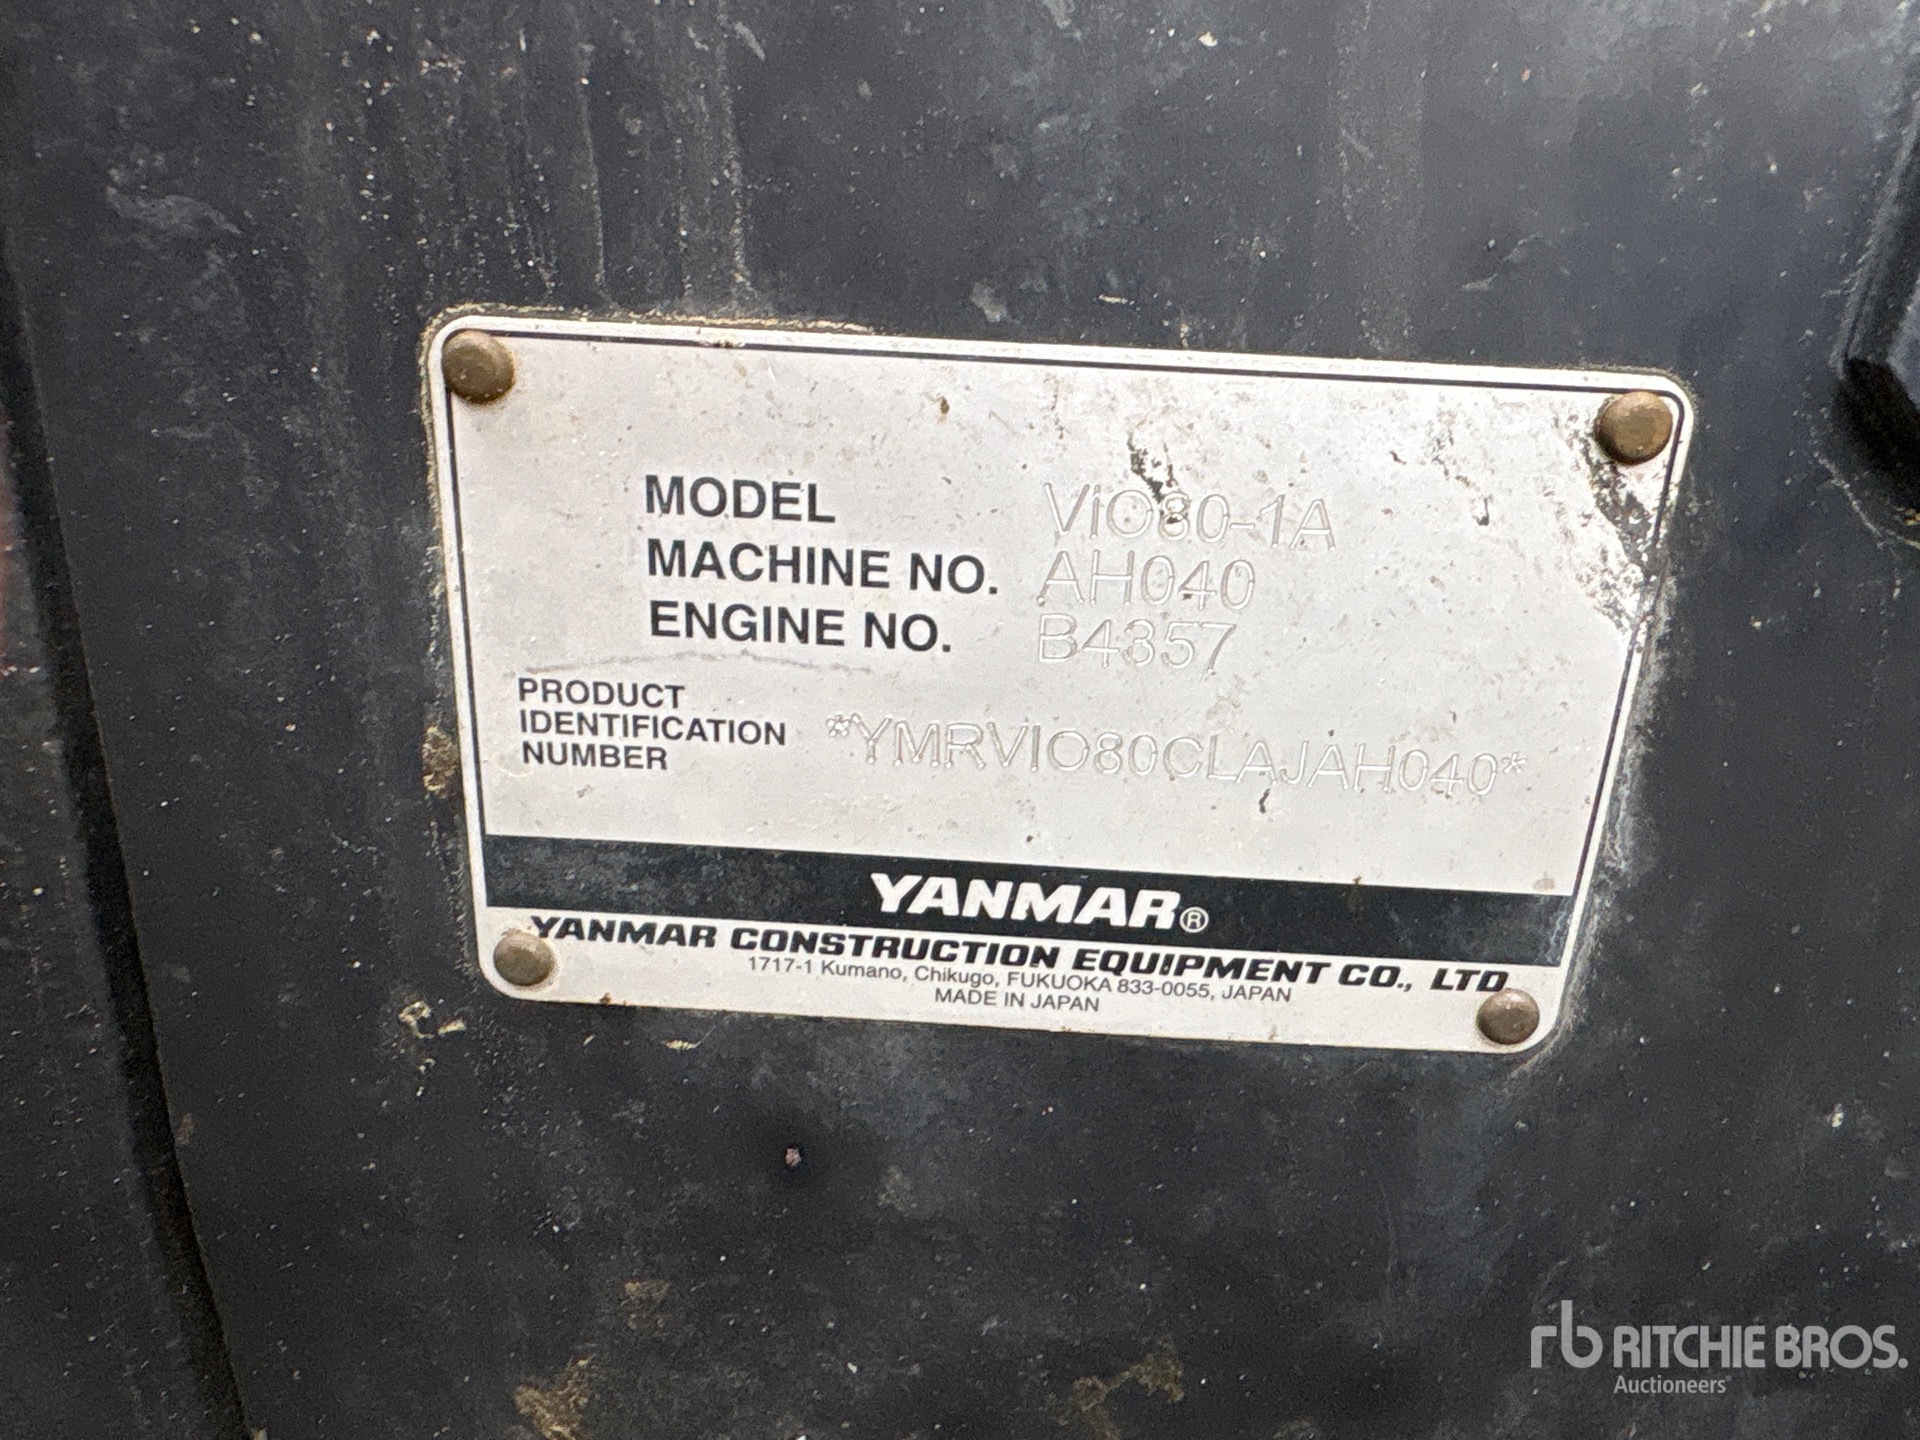 MODEL ViO80-1A
MACHINE NO. AH040
ENGINE NO. B4357
PRODUCT
IDENTIFICATION
NUMBER
*YMRVIO80CLAJAH040*
YANMAR®
YANMAR CONSTRUCTION EQUIPMENT CO., LTD
1717-1 Kumano, Chikugo, FUKUOKA 833-0055, JAPAN
MADE IN JAPAN
rb RITCHIE BROS.
Auctioneers